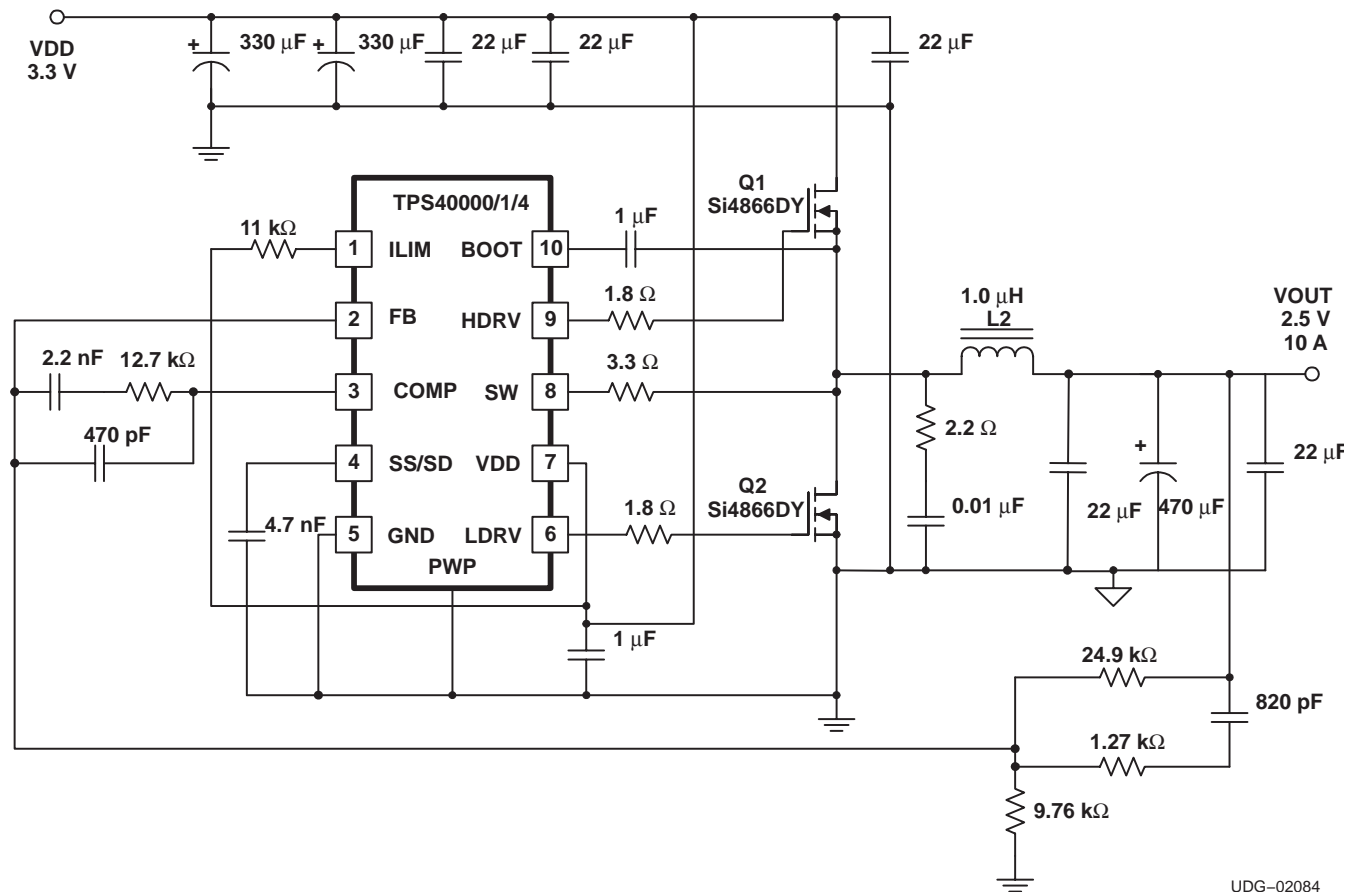 VDD
3.3 V
330 μF
330 μF
22 μF
22 μF
22 μF
+
+
TPS40000/1/4
Q1
Si4866DY
11 kΩ
1 ILIM BOOT 10
1 μF
2 FB HDRV 9
1.8 Ω
1.0 μH
L2
VOUT
2.5 V
10 A
2.2 nF
12.7 kΩ
3 COMP SW 8
3.3 Ω
470 pF
4 SS/SD VDD 7
2.2 Ω
Q2
Si4866DY
+
22 μF
4.7 nF
5 GND LDRV 6
1.8 Ω
0.01 μF
22 μF
470 μF
PWP
1 μF
24.9 kΩ
820 pF
1.27 kΩ
9.76 kΩ
UDG–02084